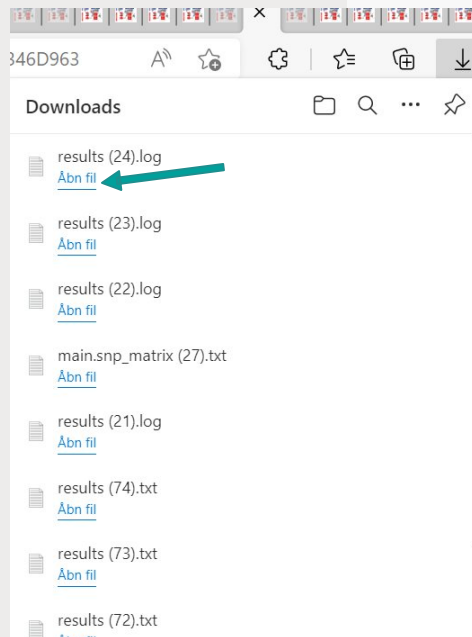 346D963
Downloads
results (24).log
Åbn fil
results (23).log
Åbn fil
results (22).log
Åbn fil
main.snp_matrix (27).txt
Åbn fil
results (21).log
Åbn fil
results (74).txt
Åbn fil
results (73).txt
Åbn fil
results (72).txt